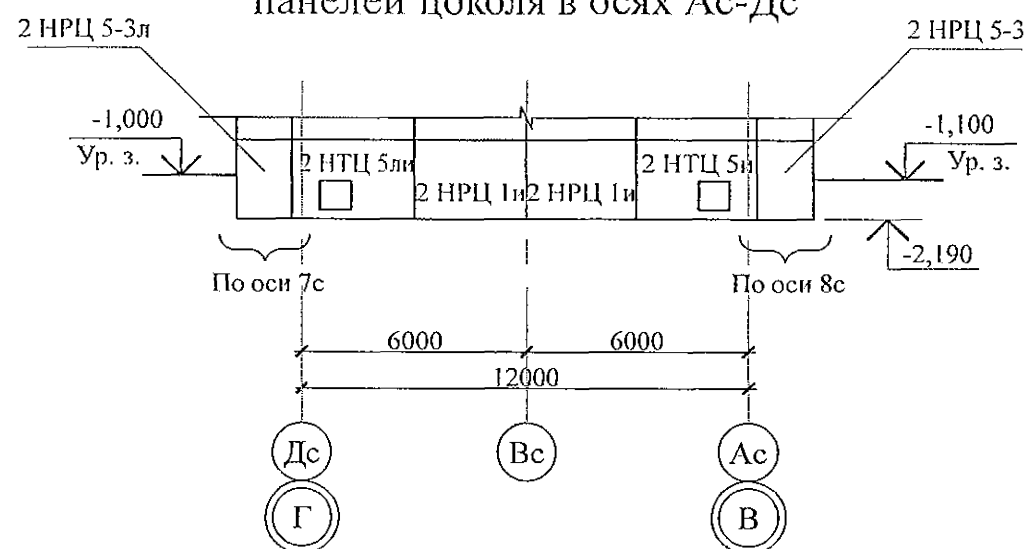 панелей цоколя в осях Ас-Дс
2 НРЦ 5-3л
2 НРЦ 5-3
-1,000
Ур. з.
-1,100
Ур. з.
2 НТЦ 5ли
2 НТЦ 5и
2 НРЦ 1и
2 НРЦ 1и
-2,190
По оси 7с
По оси 8с
6000
6000
12000
Дс
Вс
Ас
Г
В